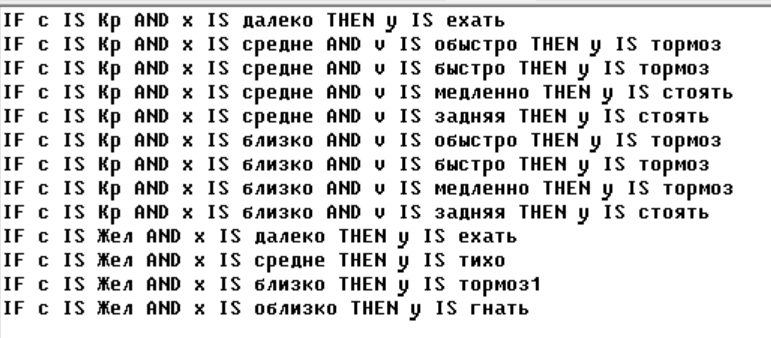 IF c IS Кр AND x IS далеко THEN y IS ехать
IF c IS Кр AND x IS средне AND v IS обыстро THEN y IS тормоз
IF c IS Кр AND x IS средне AND v IS быстро THEN y IS тормоз
IF c IS Кр AND x IS средне AND v IS медленно THEN y IS стоять
IF c IS Кр AND x IS средне AND v IS задняя THEN y IS стоять
IF c IS Кр AND x IS близко AND v IS обыстро THEN y IS тормоз
IF c IS Кр AND x IS близко AND v IS быстро THEN y IS тормоз
IF c IS Кр AND x IS близко AND v IS медленно THEN y IS тормоз
IF c IS Кр AND x IS близко AND v IS задняя THEN y IS стоять
IF c IS Жел AND x IS далеко THEN y IS ехать
IF c IS Жел AND x IS средне THEN y IS тихо
IF c IS Жел AND x IS близко THEN y IS тормоз1
IF c IS Жел AND x IS облизко THEN y IS гнать